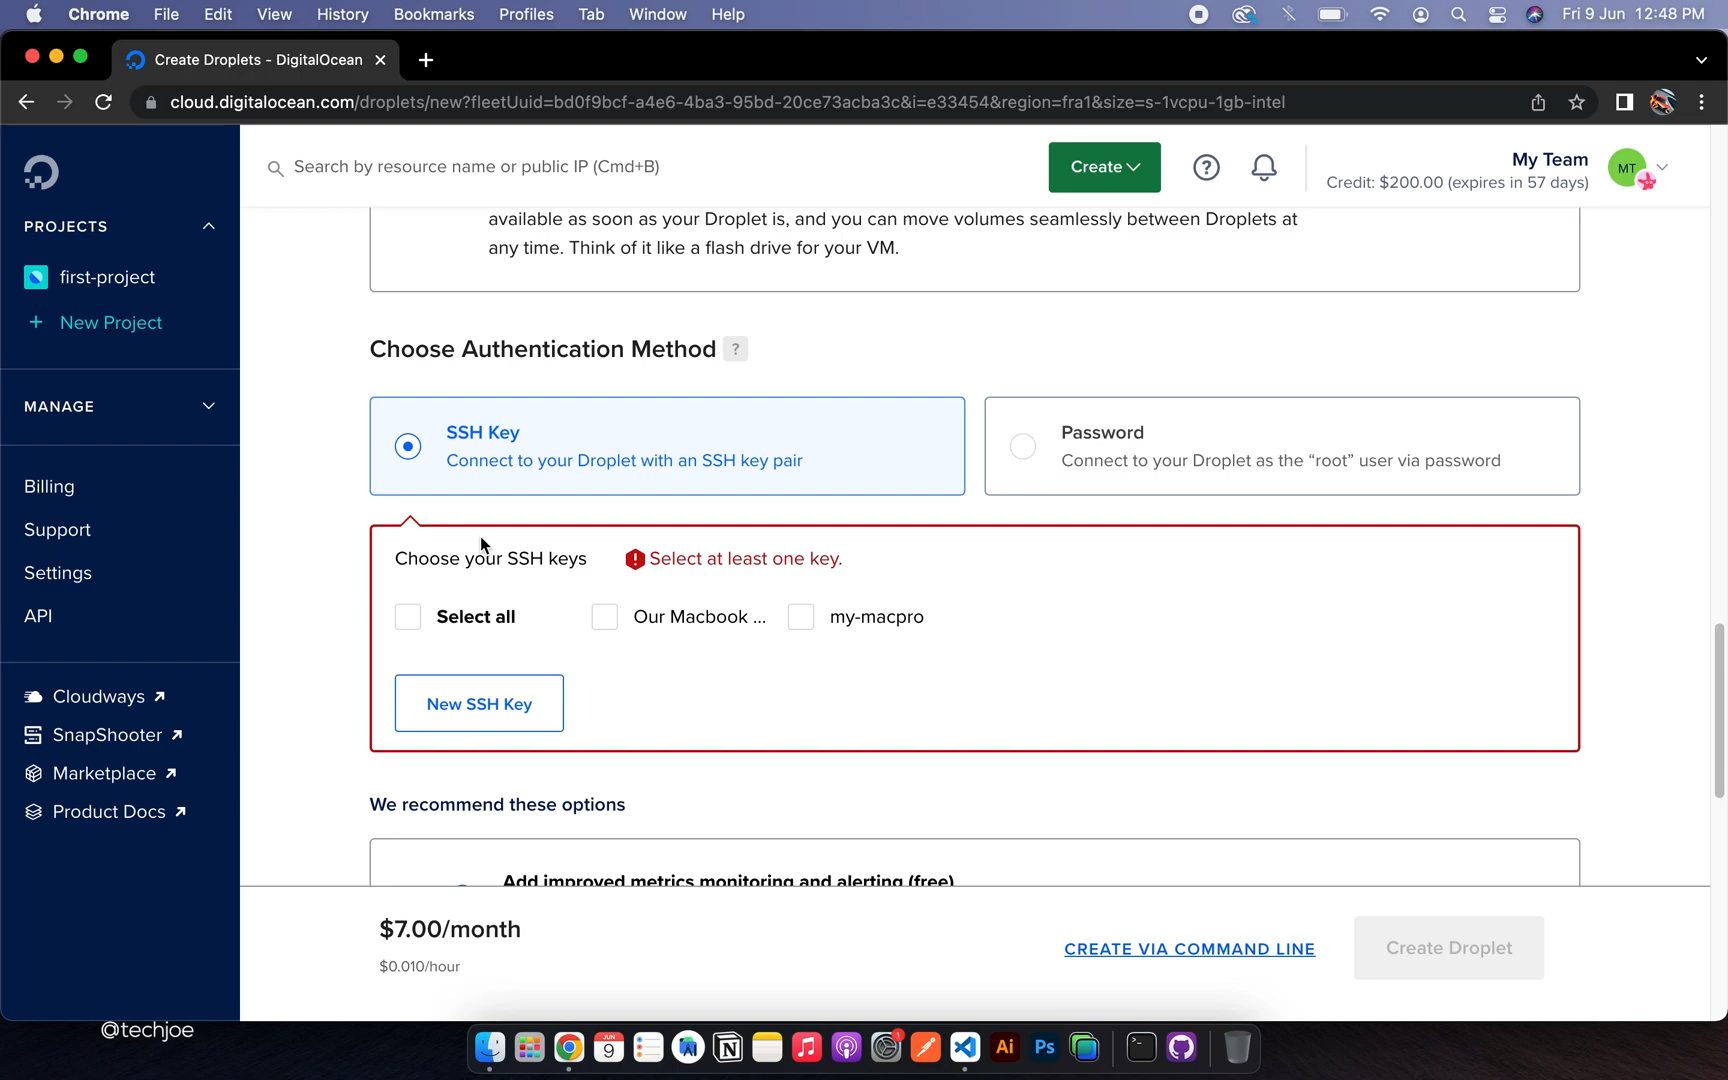 Chrome File Edit View History Bookmarks Profiles Tab Window Help
Fri 9 Jun 12:48 PM
Create Droplets - DigitalOcean
cloud.digitalocean.com/droplets/new?fleetUuid=bd0f9bcf-a4e6-4ba3-95bd-20ce73acba3c&i=e33454&region=fra1&size=s-1vcpu-1gb-intel
Search by resource name or public IP (Cmd+B)
Create
?
My Team
Credit: $200.00 (expires in 57 days)
MT
PROJECTS
first-project
+ New Project
MANAGE
Billing
Support
Settings
API
Cloudways
SnapShooter
Marketplace
Product Docs
available as soon as your Droplet is, and you can move volumes seamlessly between Droplets at
any time. Think of it like a flash drive for your VM.
Choose Authentication Method ?
SSH Key
Connect to your Droplet with an SSH key pair
Password
Connect to your Droplet as the “root” user via password
Choose your SSH keys
Select at least one key.
Select all
Our Macbook ...
my-macpro
New SSH Key
We recommend these options
Add improved metrics monitoring and alerting (free)
$7.00/month
$0.010/hour
CREATE VIA COMMAND LINE
Create Droplet
@techjoe
JUN
9
1
Ai
Ps